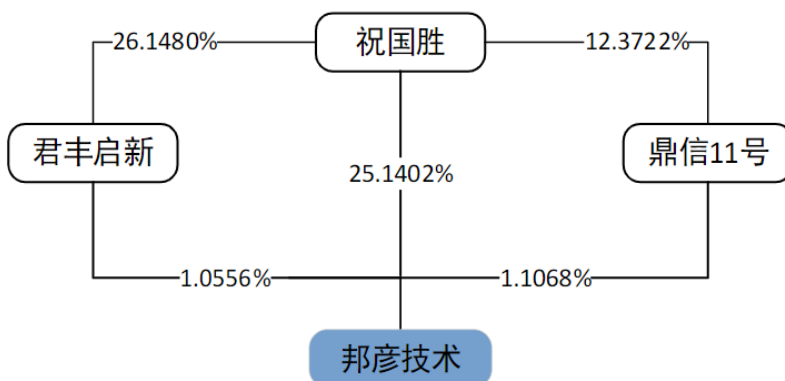 祝国胜
26.1480%
12.3722%
君丰启新
鼎信11号
25.1402%
1.0556%
1.1068%
邦彦技术